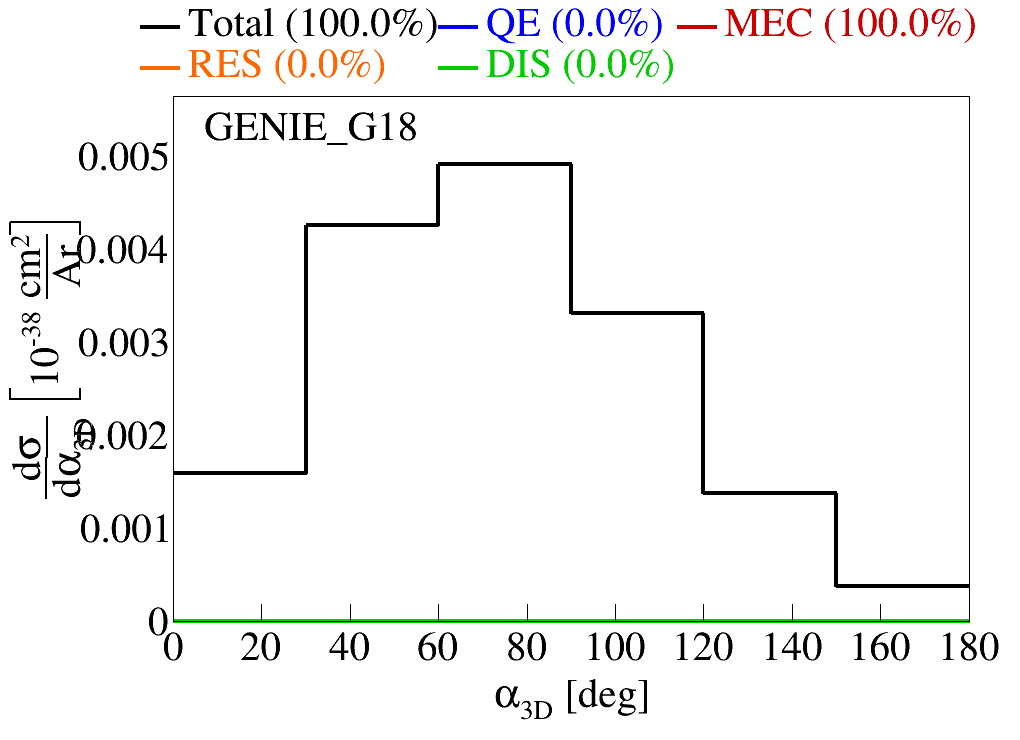 Total (100.0%) QE (0.0%) MEC (100.0%)
RES (0.0%) DIS (0.0%)
GENIE_G18
0.005
0.004
0.003
0.002
0.001
0
0 20 40 60 80 100 120 140 160 180
α3D [deg]
dσ/dα3D [10-38 cm2/Ar]